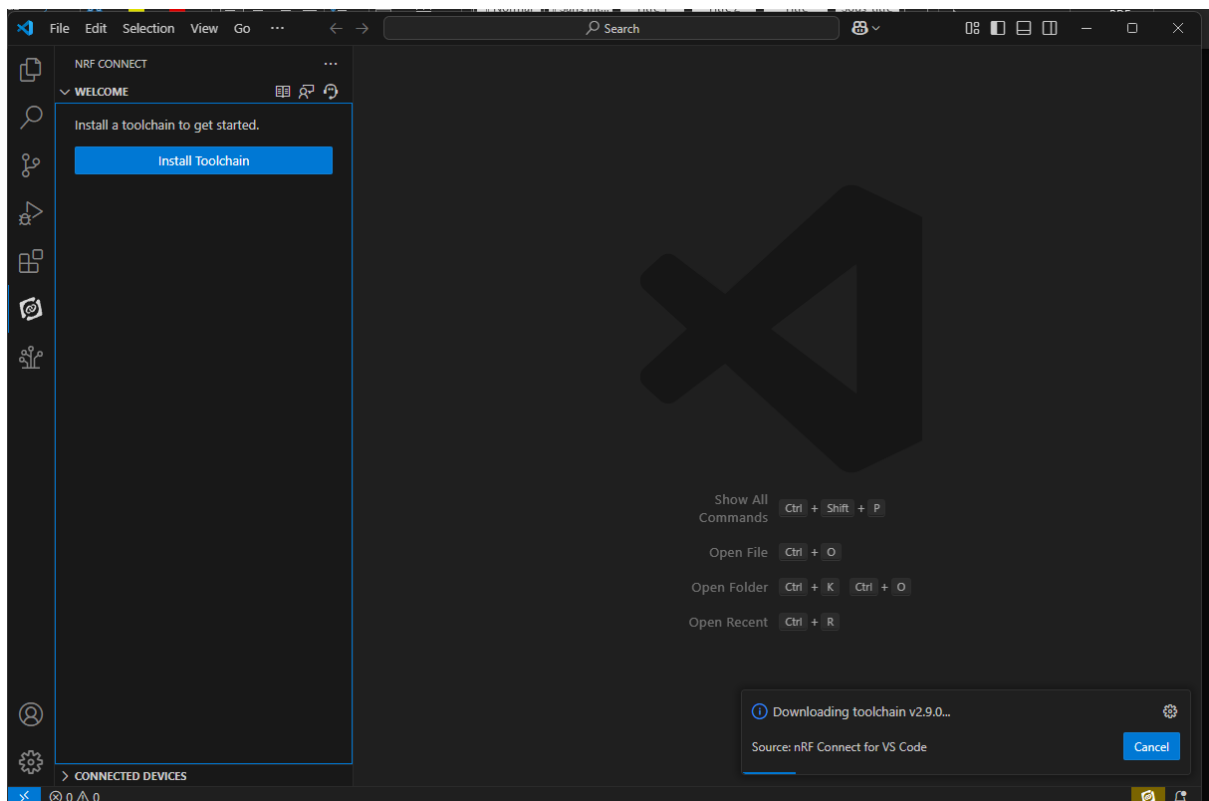 File Edit Selection View Go ··· Search
NRF CONNECT ···
WELCOME
Install a toolchain to get started.
Install Toolchain
Show All
Commands Ctrl + Shift + P
Open File Ctrl + O
Open Folder Ctrl + K Ctrl + O
Open Recent Ctrl + R
Downloading toolchain v2.9.0...
Source: nRF Connect for VS Code Cancel
CONNECTED DEVICES
0 0